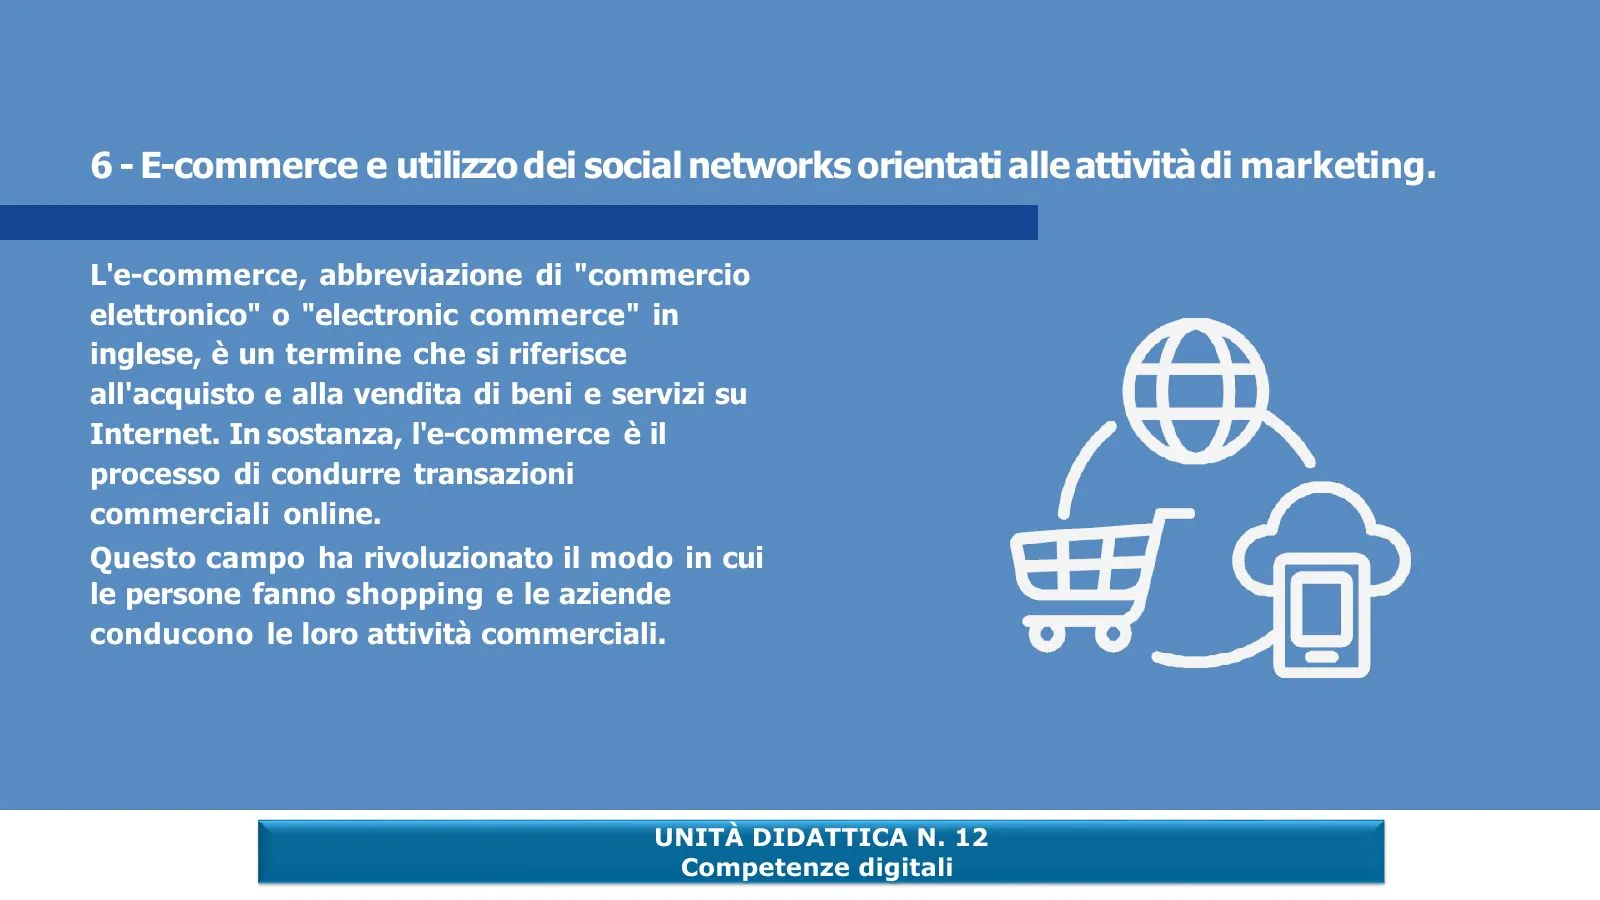 6 - E-commerce e utilizzo dei social networks orientati alle attività di marketing.
L'e-commerce, abbreviazione di "commercio
elettronico" o "electronic commerce" in
inglese, è un termine che si riferisce
all'acquisto e alla vendita di beni e servizi su
Internet. In sostanza, l'e-commerce è il
processo di condurre transazioni
commerciali online.
Questo campo ha rivoluzionato il modo in cui
le persone fanno shopping e le aziende
conducono le loro attività commerciali.
UNITÀ DIDATTICA N. 12
Competenze digitali